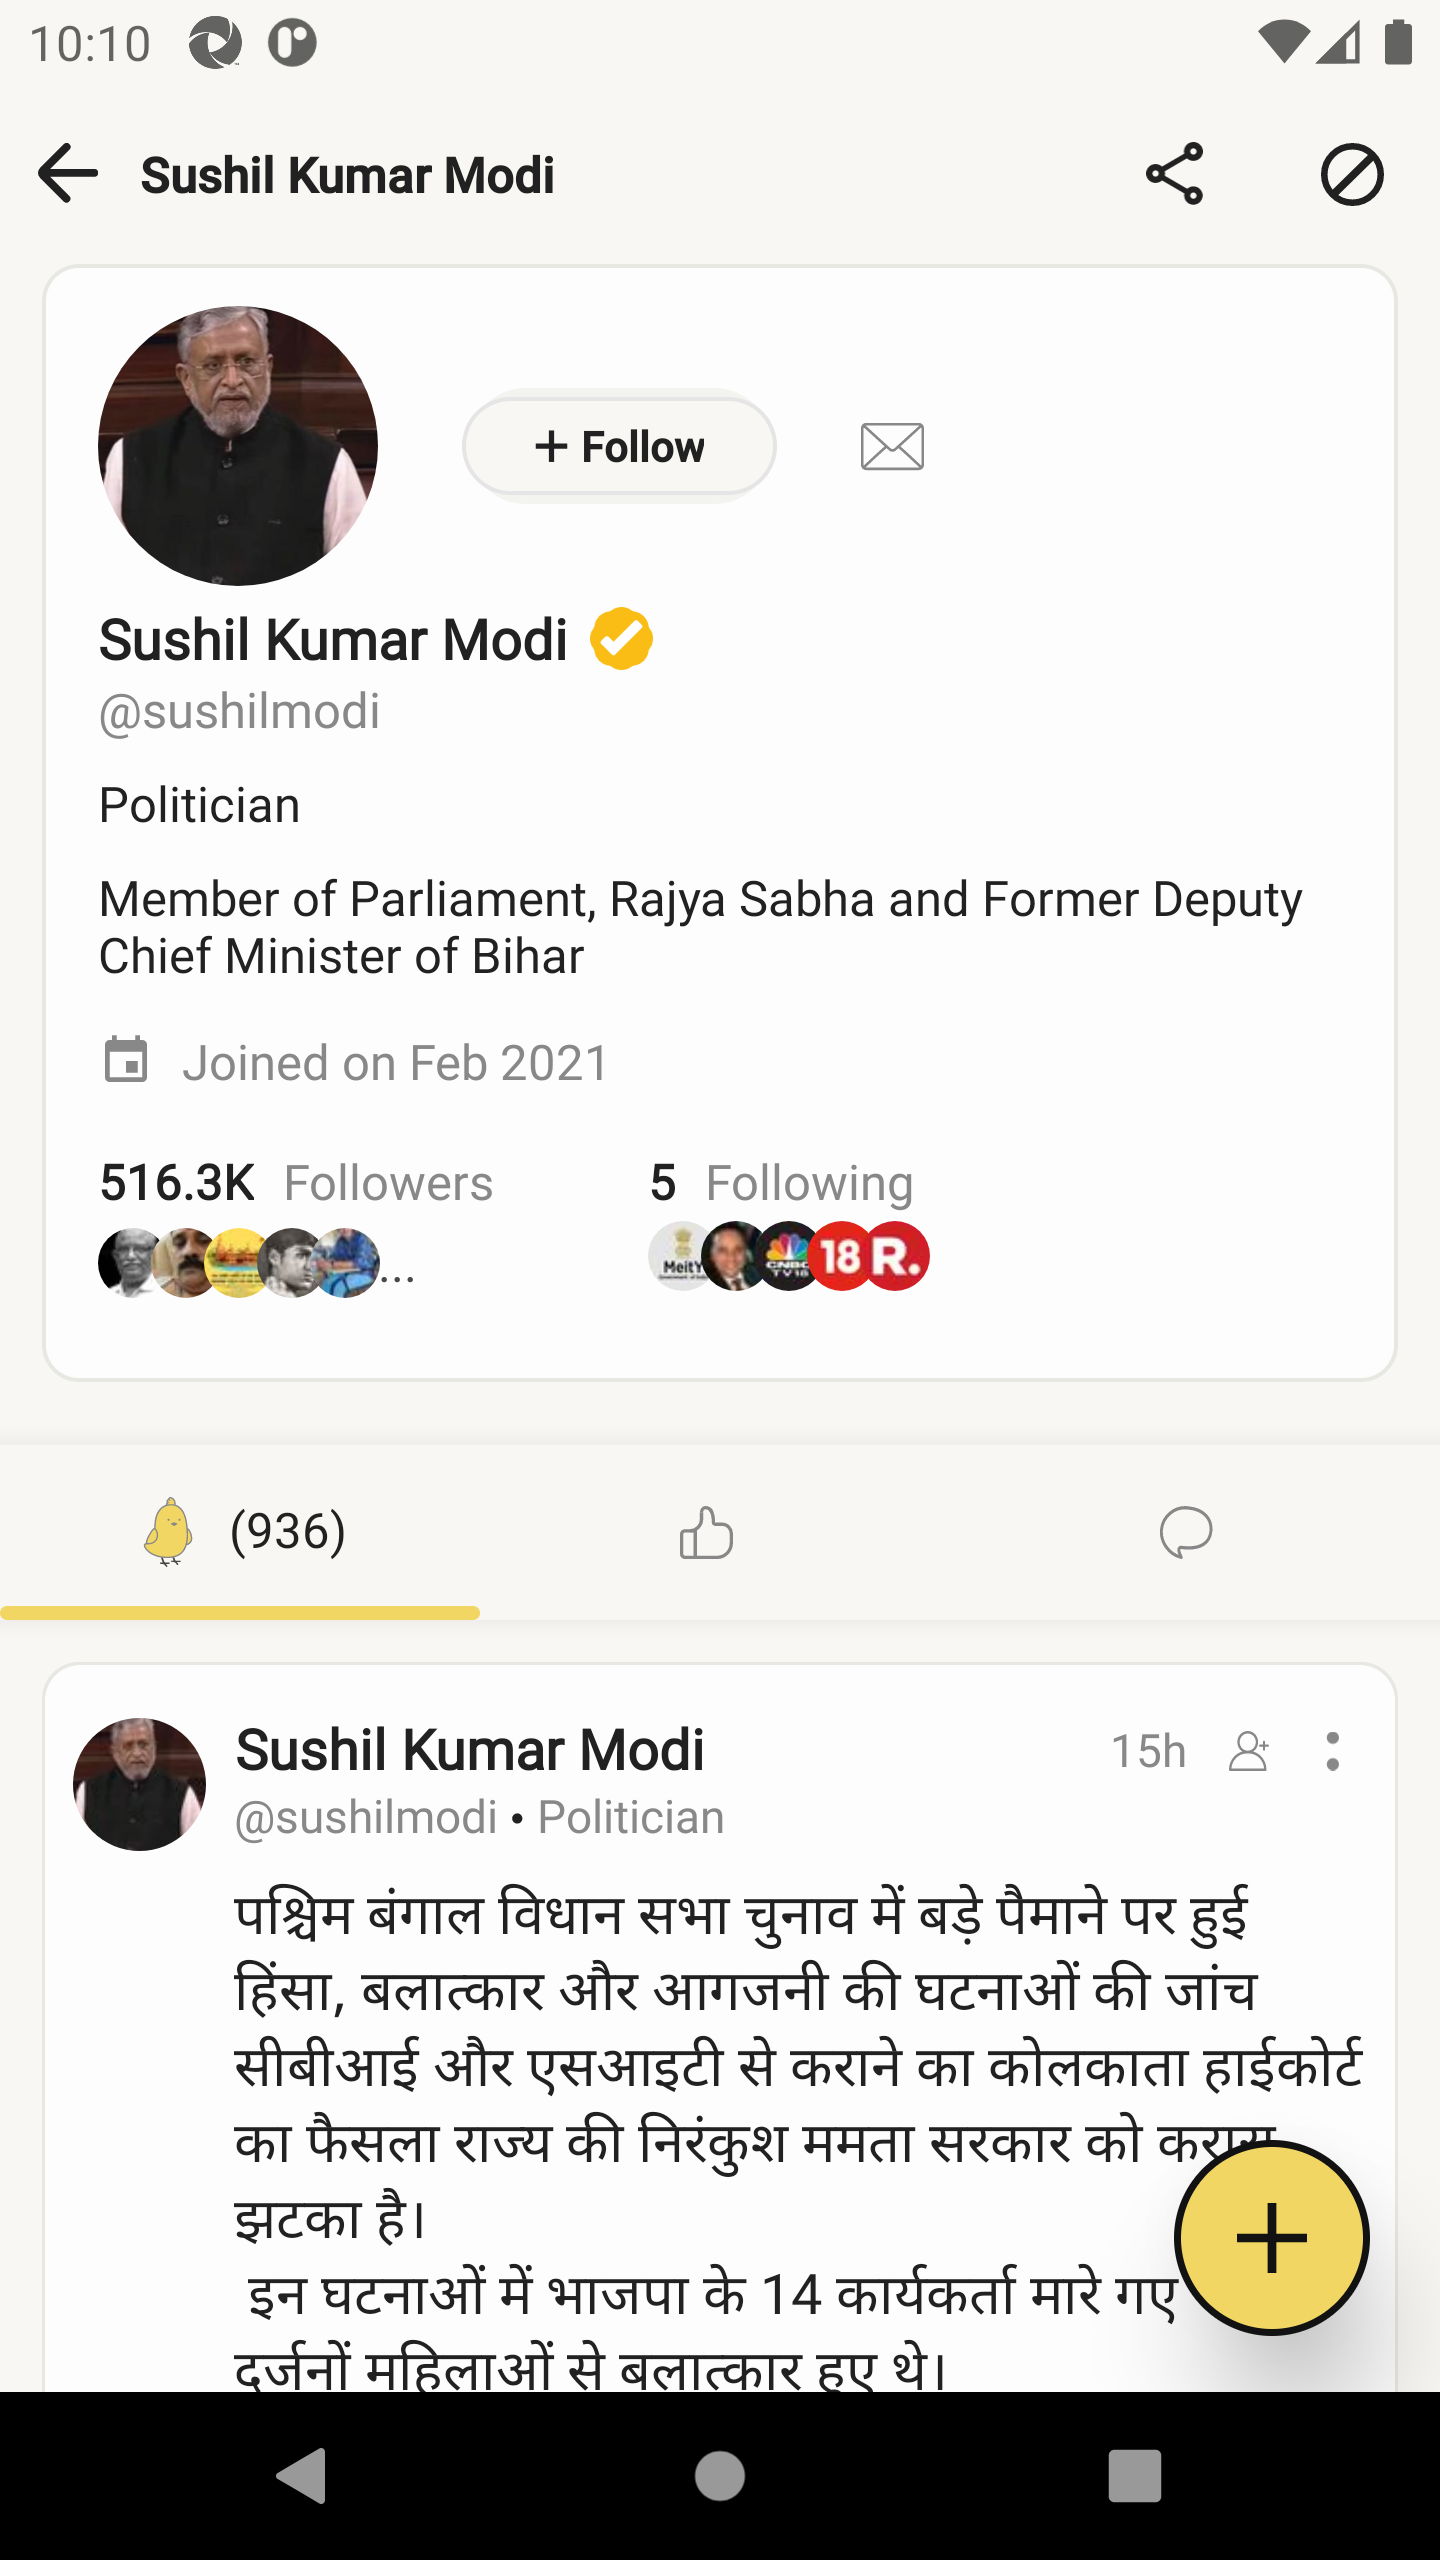 10:10
Sushil Kumar Modi
+ Follow
Sushil Kumar Modi
@sushilmodi
Politician
Member of Parliament, Rajya Sabha and Former Deputy
Chief Minister of Bihar
Joined on Feb 2021
516.3K Followers
5 Following
MeitY
CNBC
TV18
18
R.
...
(936)
Sushil Kumar Modi
15h
@sushilmodi • Politician
पश्चिम बंगाल विधान सभा चुनाव में बड़े पैमाने पर हुई
हिंसा, बलात्कार और आगजनी की घटनाओं की जांच
सीबीआई और एसआइटी से कराने का कोलकाता हाईकोर्ट
का फैसला राज्य की निरंकुश ममता सरकार को
झटका है।
इन घटनाओं में भाजपा के 14 कार्यकर्ता मारे गए
दर्जनों महिलाओं से बलात्कार हुए थे।